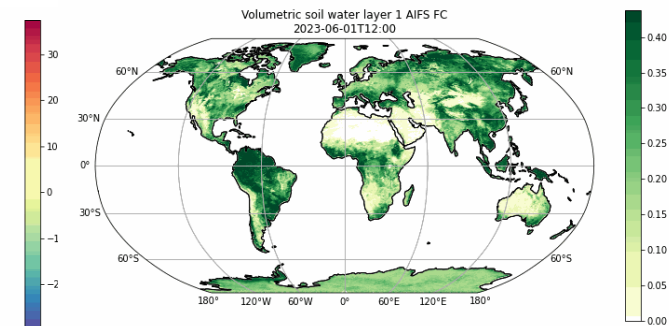 Volumetric soil water layer 1 AIFS FC
2023-06-01T12:00
30
20
10
0
−1
−2
60°N
60°N
30°N
0°
30°S
60°S
60°S
180°
120°W
60°W
0°
60°E
120°E
180°
0.40
0.35
0.30
0.25
0.20
0.15
0.10
0.05
0.00